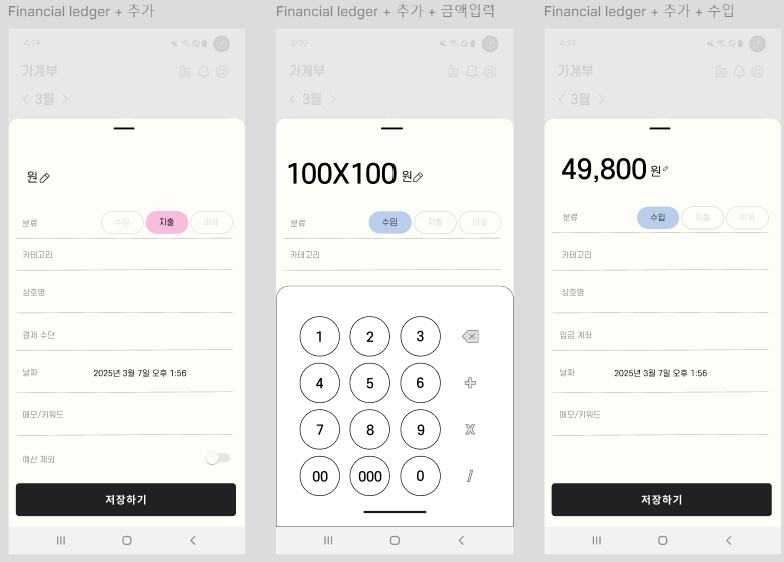 Financial ledger + 추가
4:19
가계부
< 3월 >
원
분류 수입 지출 이체
카테고리
상호명
결제 수단
날짜 2025년 3월 7일 오후 1:56
메모/키워드
예산 제외
저장하기
Financial ledger + 추가 + 금액입력
4:19
가계부
< 3월 >
100X100 원
분류 수입 지출 이체
카테고리
1 2 3
4 5 6 +
7 8 9 X
00 000 0 /
Financial ledger + 추가 + 수입
4:19
가계부
< 3월 >
49,800 원
분류 수입 지출 이체
카테고리
상호명
입금 계좌
날짜 2025년 3월 7일 오후 1:56
메모/키워드
저장하기